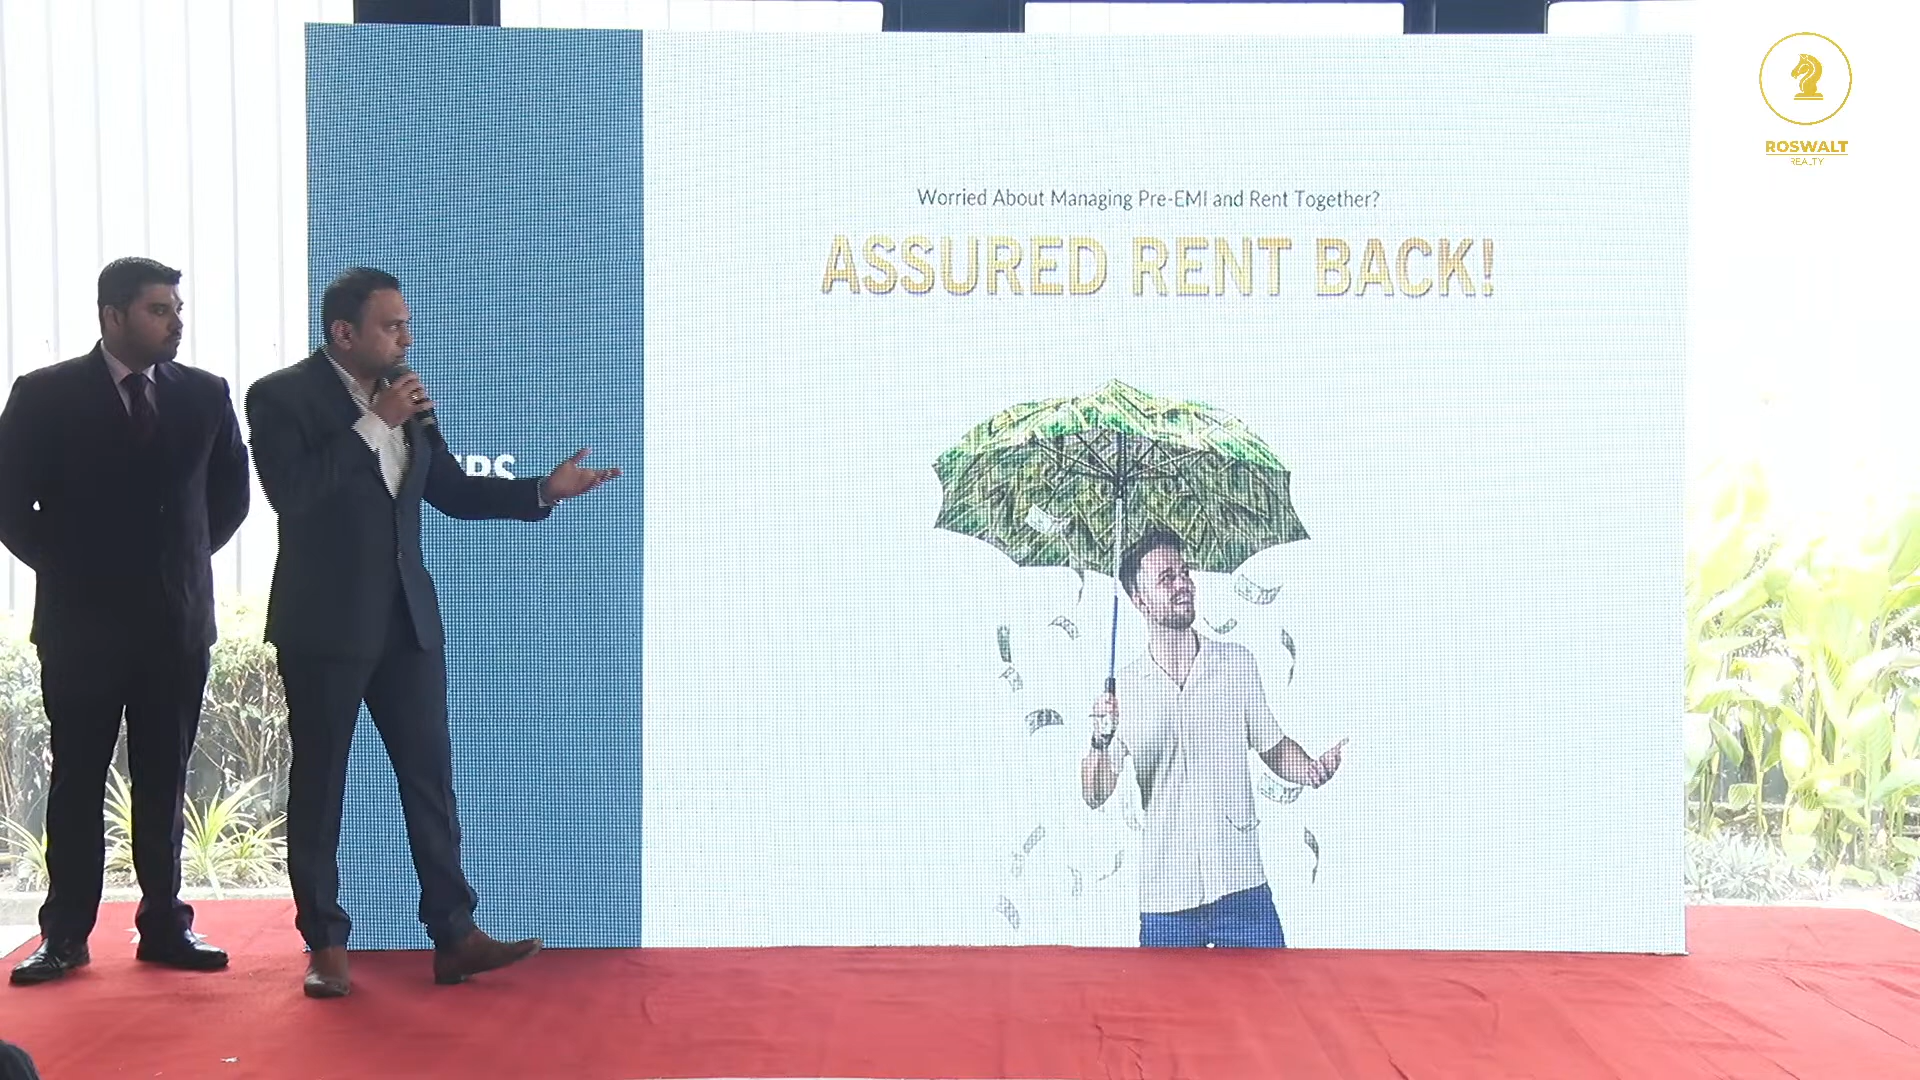 Worried About Managing Pre-EMI and Rent Together?
ASSURED RENT BACK!
ROSWALT
REALTY